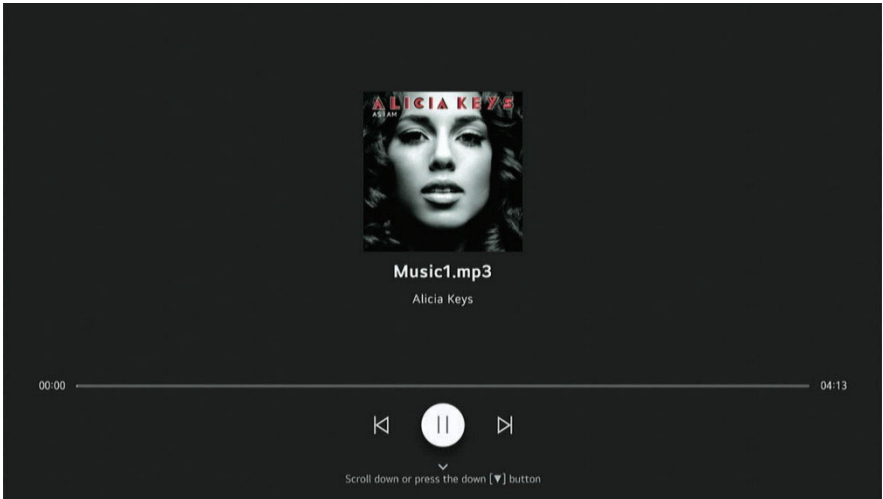 ALICIA KEYS
AS I AM
Music1.mp3
Alicia Keys
00:00
04:13
Scroll down or press the down [▼] button